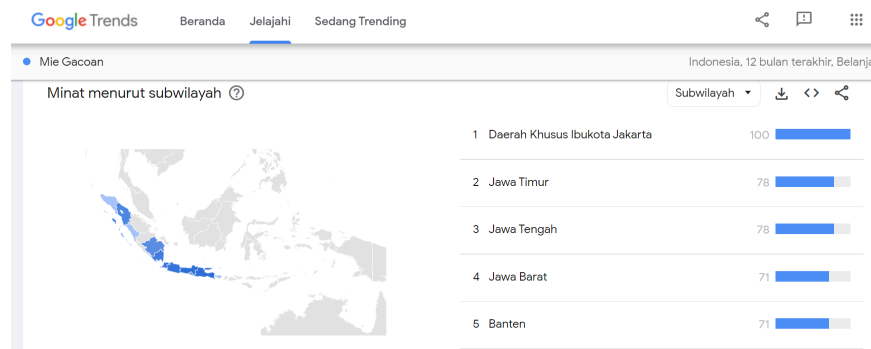 Google Trends Beranda Jelajahi Sedang Trending
Mie Gacoan Indonesia, 12 bulan terakhir, Belanja
Minat menurut subwilayah ? Subwilayah
1 Daerah Khusus Ibukota Jakarta 100
2 Jawa Timur 78
3 Jawa Tengah 78
4 Jawa Barat 71
5 Banten 71